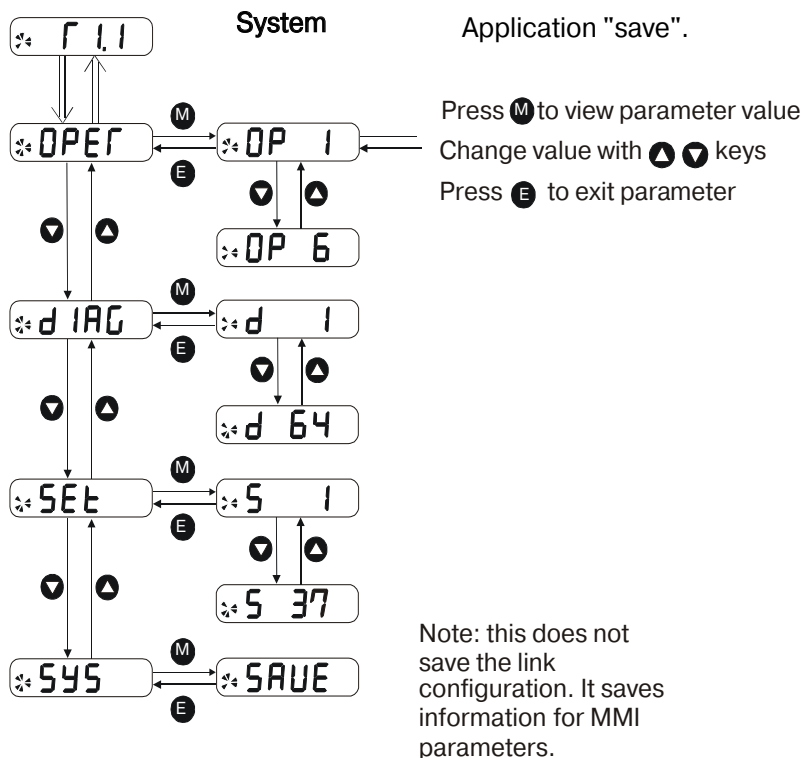 System
Application "save".
r 1.1
M
Press M to view parameter value
OPEr
OP 1
Change value with keys
E
Press E to exit parameter
OP 6
M
dIAG
d 1
E
d 64
M
SEt
S 1
E
S 37
Note: this does not
save the link
M
SYS
SAVE
configuration. It saves
E
information for MMI
parameters.